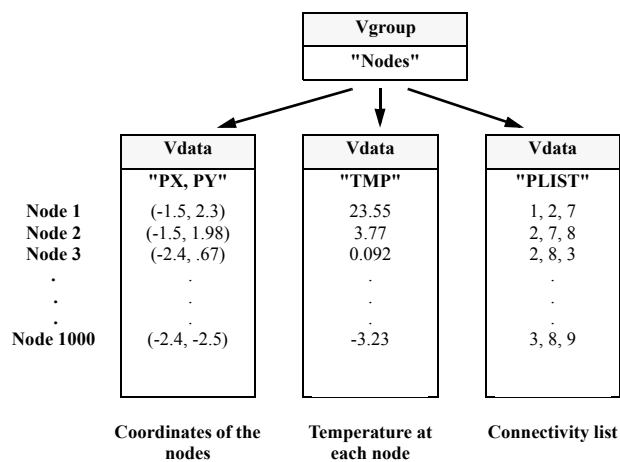 Vgroup
"Nodes"
Vdata Vdata Vdata
"PX, PY" "TMP" "PLIST"
Node 1 (-1.5, 2.3) 23.55 1, 2, 7
Node 2 (-1.5, 1.98) 3.77 2, 7, 8
Node 3 (-2.4, .67) 0.092 2, 8, 3
. . . .
. . . .
. . . .
Node 1000 (-2.4, -2.5) -3.23 3, 8, 9
Coordinates of the Temperature at Connectivity list
nodes each node